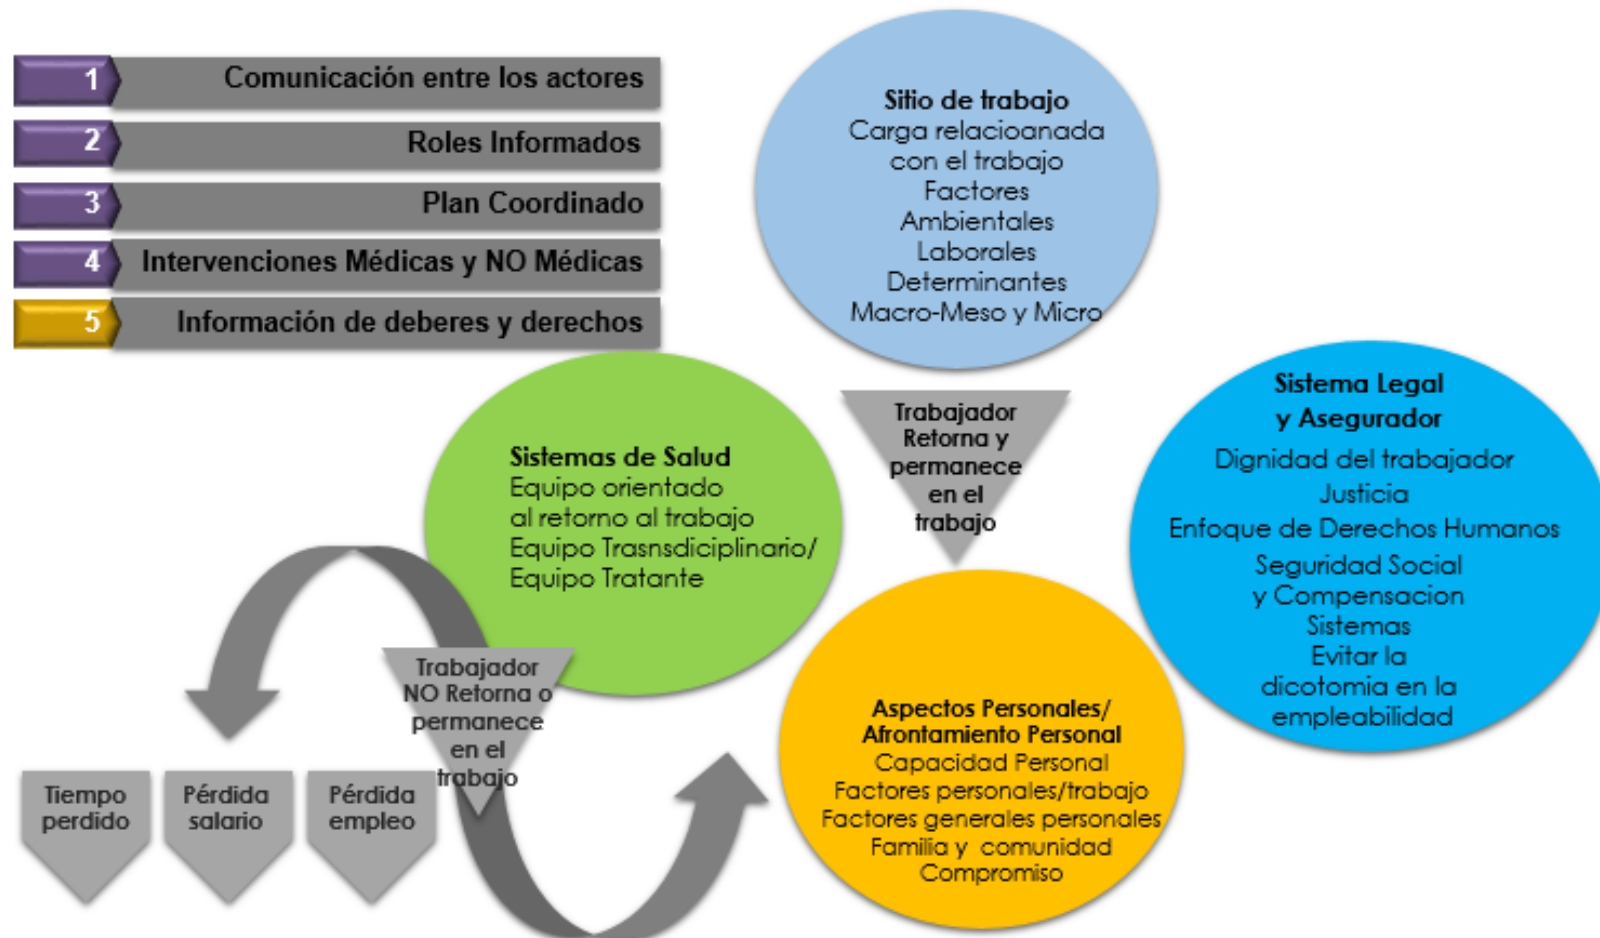 1 Comunicación entre los actores
2 Roles Informados
3 Plan Coordinado
4 Intervenciones Médicas y NO Médicas
5 Información de deberes y derechos
Sitio de trabajo
Carga relacioanada
con el trabajo
Factores
Ambientales
Laborales
Determinantes
Macro-Meso y Micro
Trabajador
Retorna y
permanece
en el
trabajo
Sistema Legal
y Asegurador
Dignidad del trabajador
Justicia
Enfoque de Derechos Humanos
Seguridad Social
y Compensacion
Sistemas
Evitar la
dicotomia en la
empleabilidad
Sistemas de Salud
Equipo orientado
al retorno al trabajo
Equipo Trasnsdiciplinario/
Equipo Tratante
Trabajador
NO Retorna o
permanece
en el
trabajo
Aspectos Personales/
Afrontamiento Personal
Capacidad Personal
Factores personales/trabajo
Factores generales personales
Familia y comunidad
Compromiso
Tiempo
perdido
Pérdida
salario
Pérdida
empleo